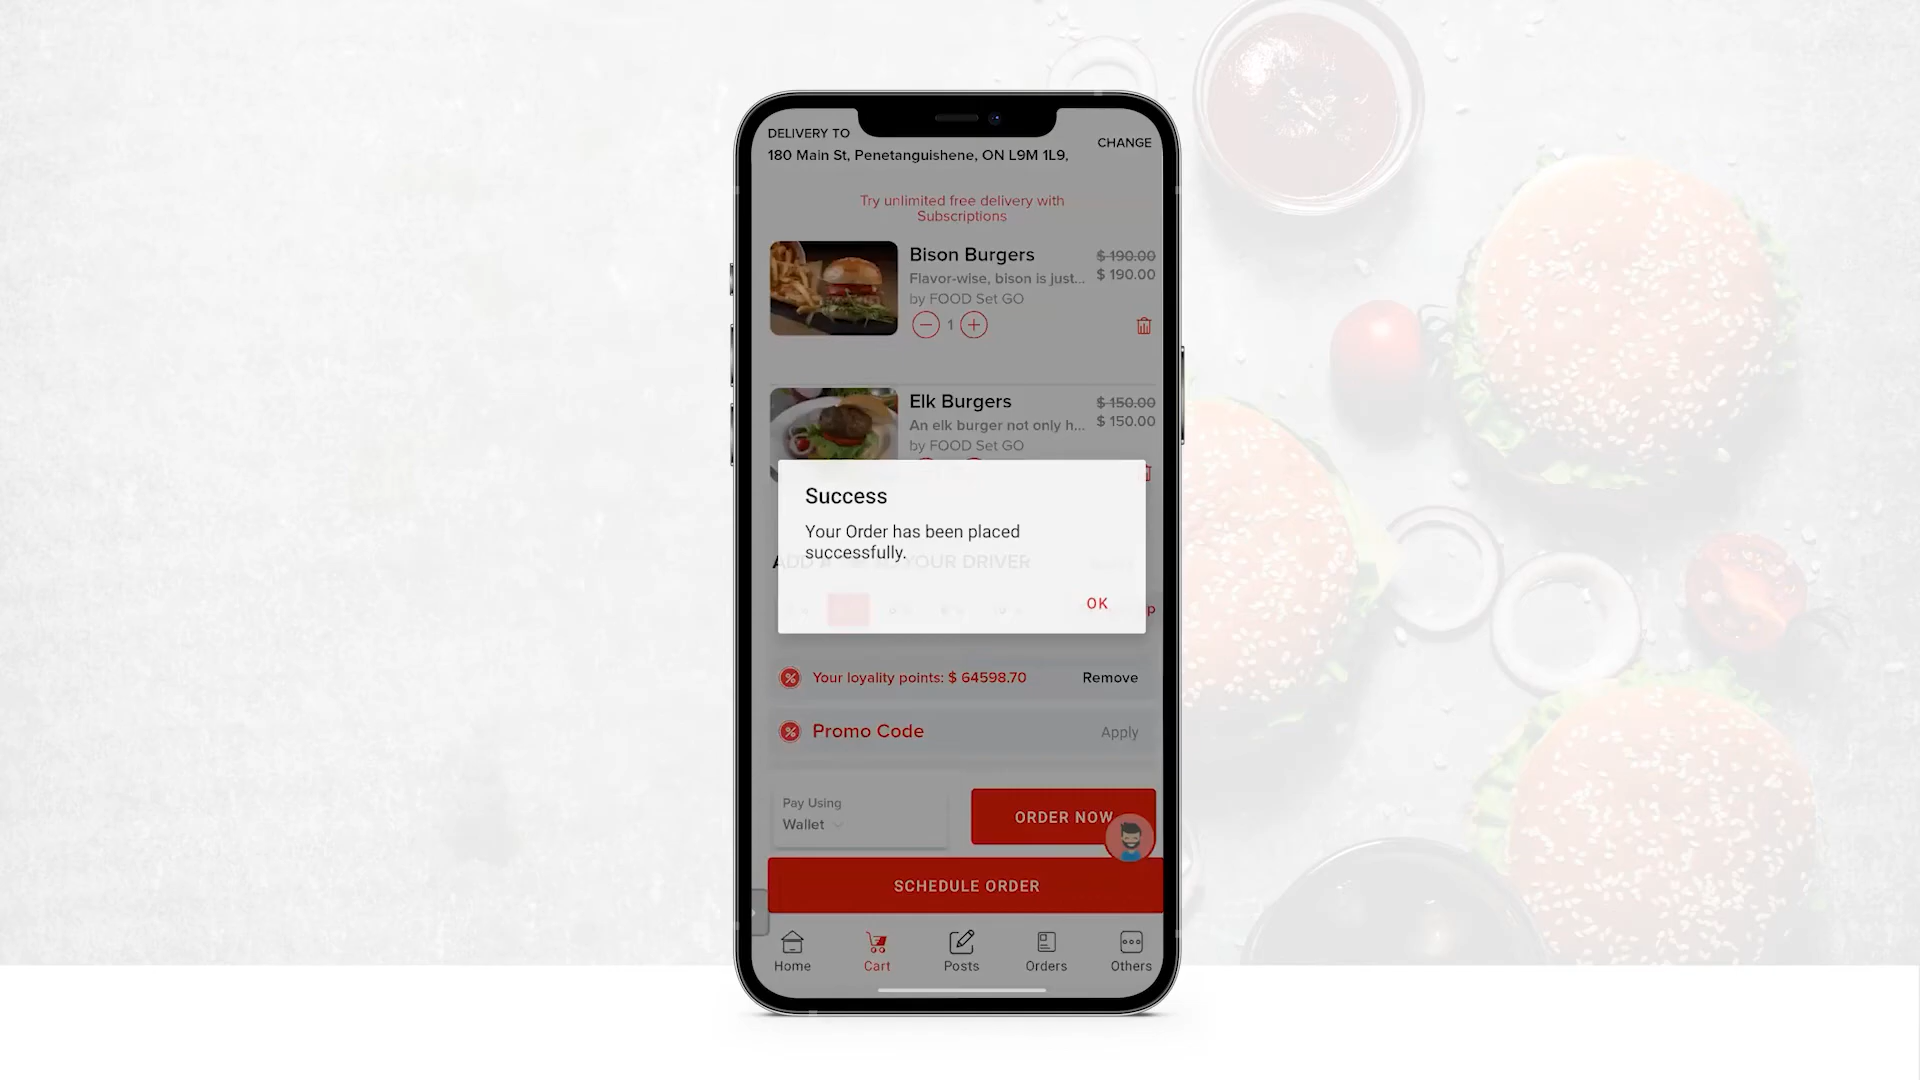 DELIVERY TO
180 Main St, Penetanguishene, ON L9M 1L9,
CHANGE
Try unlimited free delivery with
Subscriptions
Bison Burgers
$ 190.00
Flavor-wise, bison is just...
$ 190.00
by FOOD Set GO
1
Elk Burgers
$ 150.00
An elk burger not only h...
$ 150.00
by FOOD Set GO
Success
Your Order has been placed
successfully.
YOUR DRIVER
OK
Your loyality points: $ 64598.70
Remove
Promo Code
Apply
Pay Using
Wallet
ORDER NOW
SCHEDULE ORDER
Home
Cart
Posts
Orders
Others